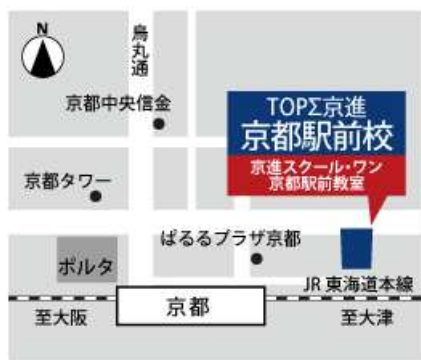 N
烏丸通
京都中央信金
TOPΣ京進
京都駅前校
京進スクール・ワン
京都駅前教室
京都タワー
ぱるるプラザ京都
ポルタ
JR東海道本線
京都
至大阪
至大津